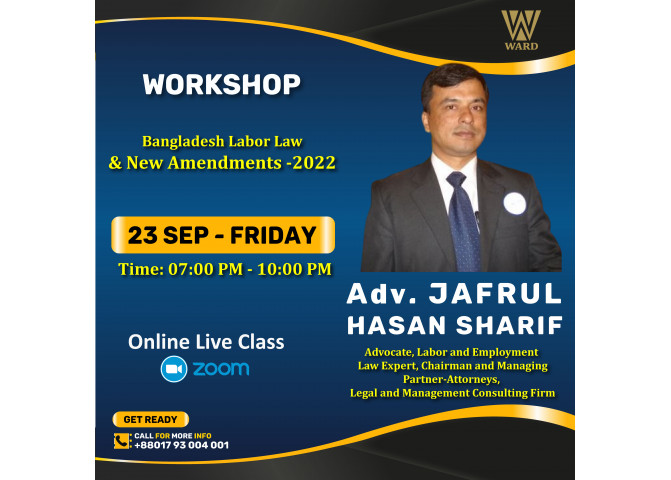 WARD
WORKSHOP
Bangladesh Labor Law
& New Amendments -2022
23 SEP - FRIDAY
Time: 07:00 PM - 10:00 PM
Adv. JAFRUL
HASAN SHARIF
Advocate, Labor and Employment
Law Expert, Chairman and Managing
Partner-Attorneys,
Legal and Management Consulting Firm
Online Live Class
zoom
GET READY
CALL FOR MORE INFO
+88017 93 004 001